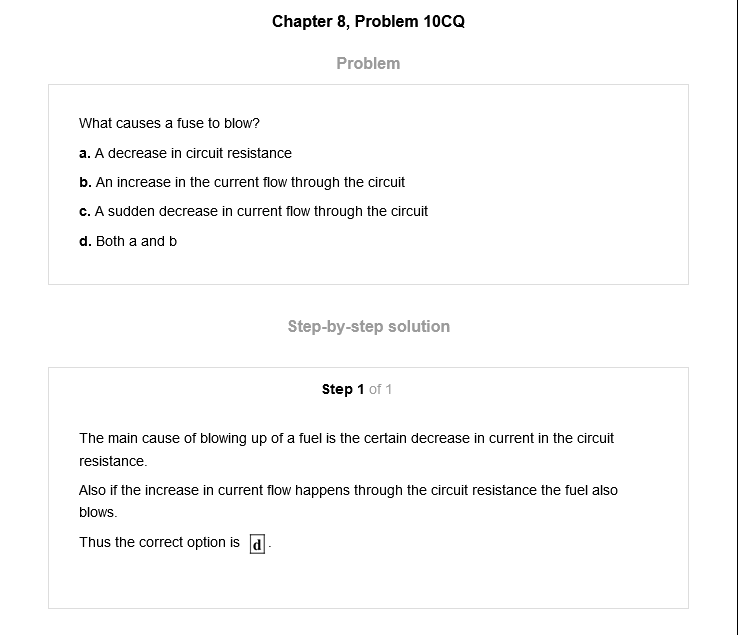 Chapter 8, Problem 10CQ
Problem
What causes a fuse to blow?
a. A decrease in circuit resistance
b. An increase in the current flow through the circuit
c. A sudden decrease in current flow through the circuit
d. Both a and b
Step-by-step solution
Step 1 of 1
The main cause of blowing up of a fuel is the certain decrease in current in the circuit
resistance.
Also if the increase in current flow happens through the circuit resistance the fuel also
blows.
Thus the correct option is d.